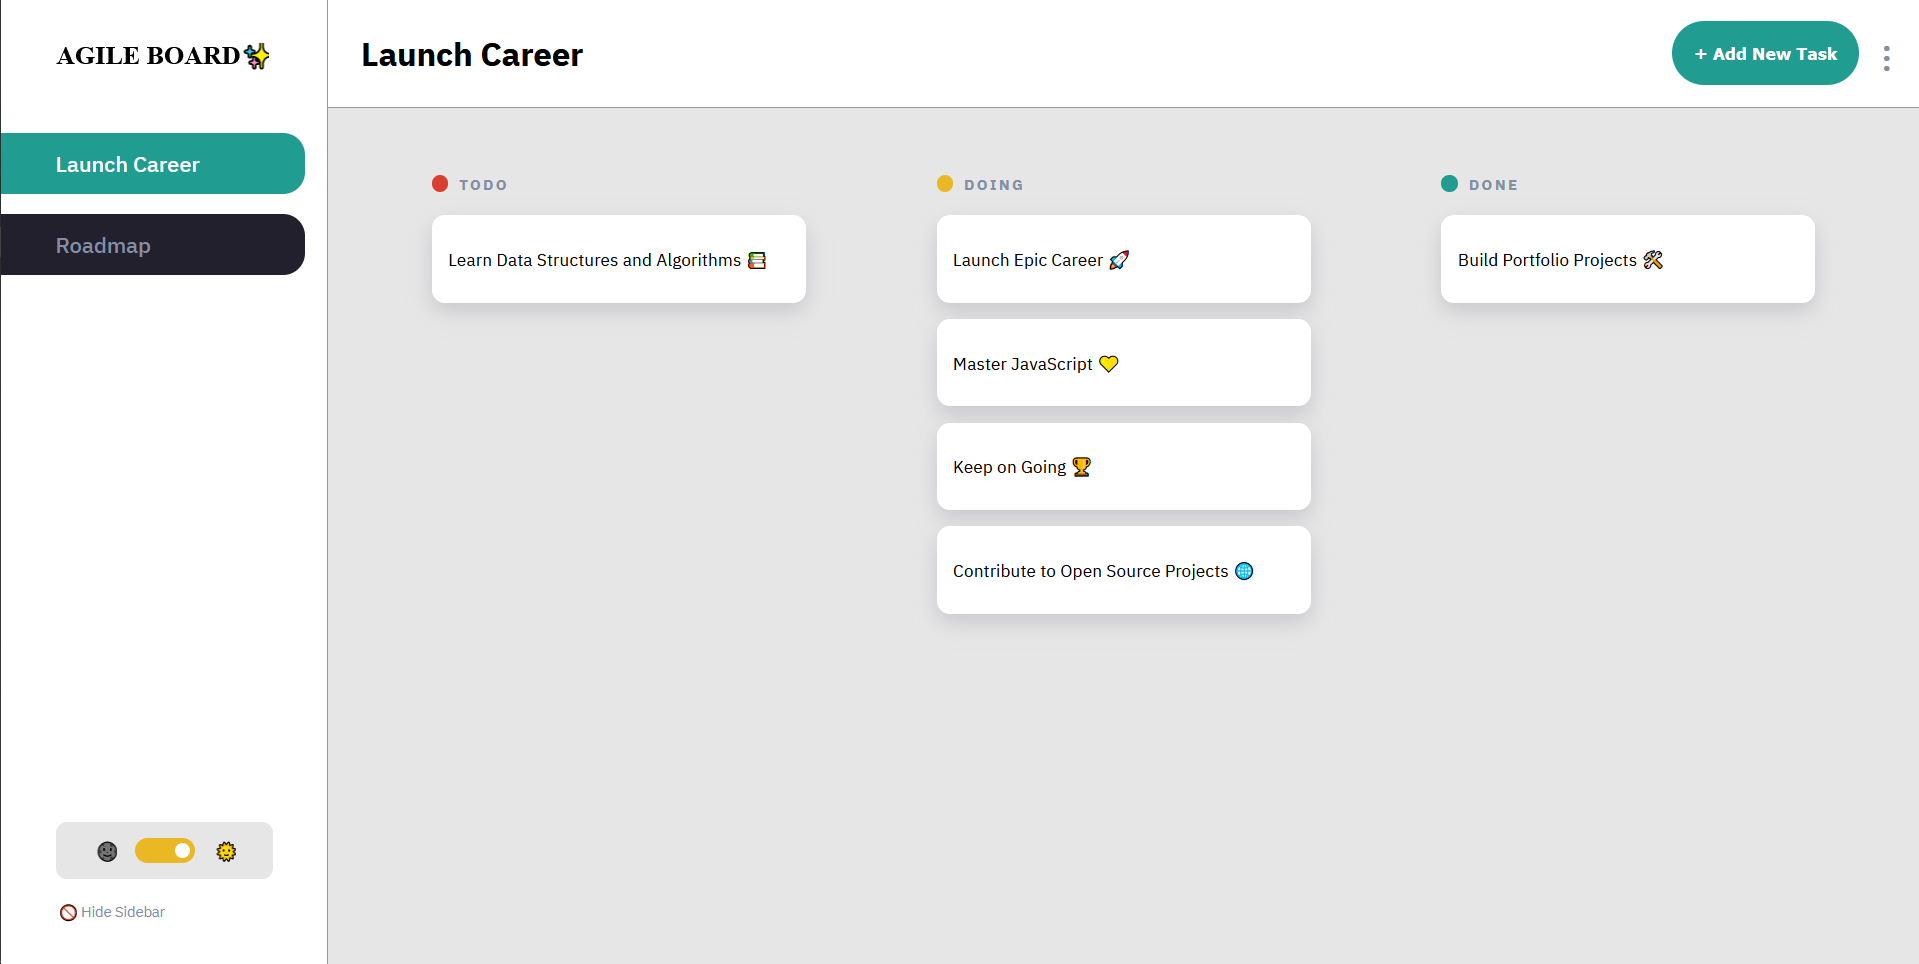 AGILE BOARD✨
Launch Career
Roadmap
🌚 🌞
🚫 Hide Sidebar
Launch Career
+ Add New Task
TODO
Learn Data Structures and Algorithms 📚
DOING
Launch Epic Career 🚀
Master JavaScript 💛
Keep on Going 🏆
Contribute to Open Source Projects 🌐
DONE
Build Portfolio Projects 🛠